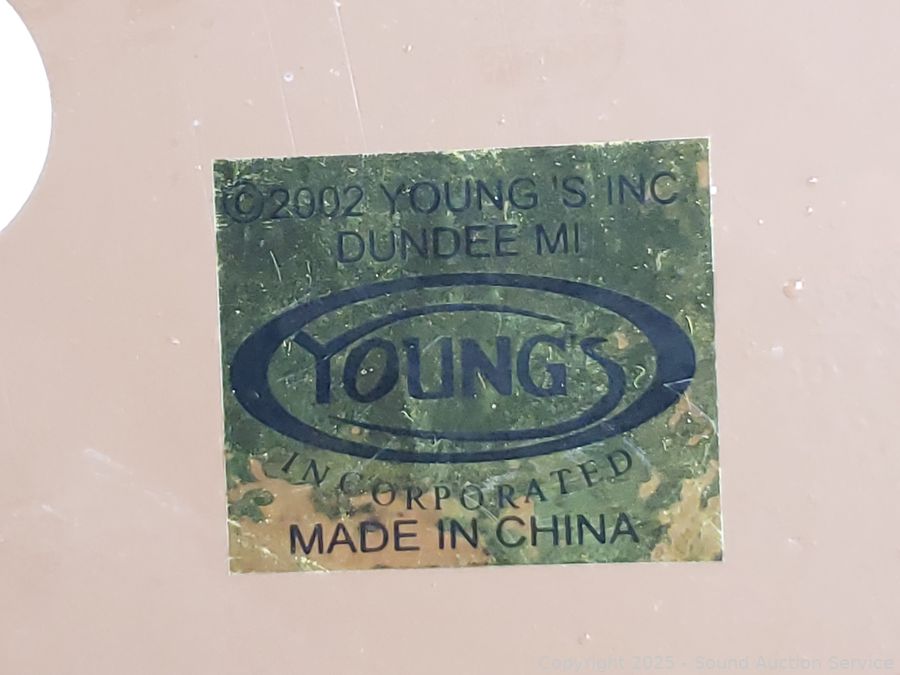 ©2002 YOUNG'S INC
DUNDEE MI
YOUNG'S
INCORPORATED
MADE IN CHINA
Copyright 2025 - Sound Auction Service